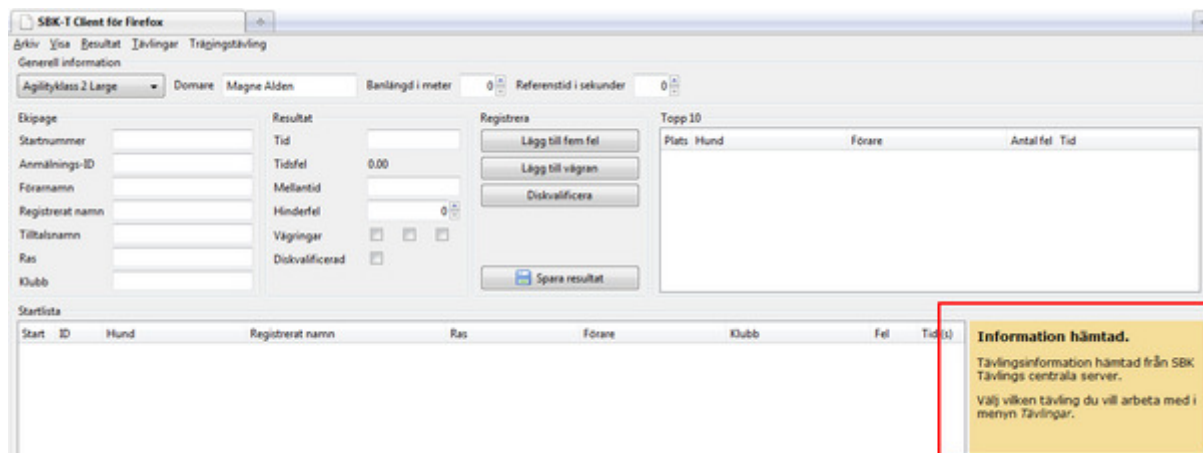 SBK-T Client för Firefox
Arkiv Visa Resultat Tävlingar Träningstävling
Generell information
Agilityklass 2 Large Domare Magne Alden Banlängd i meter 0 Referenstid i sekunder 0
Ekipage Resultat Registrera Topp 10
Startnummer Tid Lägg till fem fel Plats Hund Förare Antal fel Tid
Anmälnings-ID Tidsfel 0.00 Lägg till vägran
Förarnamn Mellantid Diskvalificera
Registrerat namn Hinderfel 0
Tilltalsnamn Vägringar
Ras Diskvalificerad
Klubb Spara resultat
Startlista
Start ID Hund Registrerat namn Ras Förare Klubb Fel Tid (s)
Information hämtad.
Tävlingsinformation hämtad från SBK
Tävlings centrala server.
Välj vilken tävling du vill arbeta med i
menyn Tävlingar.